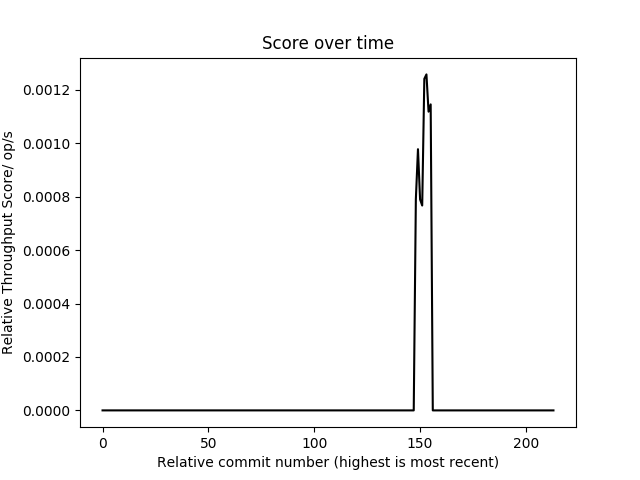 Score over time
Relative Throughput Score/ op/s
0.0012
0.0010
0.0008
0.0006
0.0004
0.0002
0.0000
0 50 100 150 200
Relative commit number (highest is most recent)